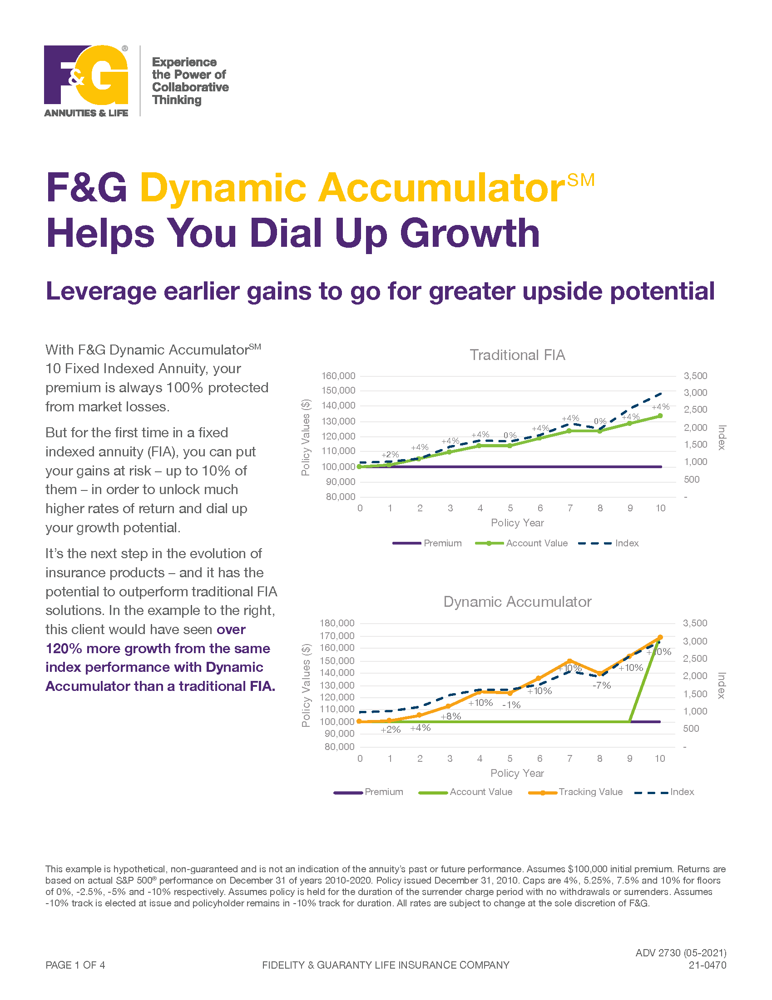 F&G®
ANNUITIES & LIFE
Experience
the Power of
Collaborative
Thinking
F&G Dynamic Accumulator℠
Helps You Dial Up Growth
Leverage earlier gains to go for greater upside potential
With F&G Dynamic Accumulator℠
10 Fixed Indexed Annuity, your
premium is always 100% protected
from market losses.
But for the first time in a fixed
indexed annuity (FIA), you can put
your gains at risk – up to 10% of
them – in order to unlock much
higher rates of return and dial up
your growth potential.
It’s the next step in the evolution of
insurance products – and it has the
potential to outperform traditional FIA
solutions. In the example to the right,
this client would have seen over
120% more growth from the same
index performance with Dynamic
Accumulator than a traditional FIA.
Traditional FIA
Policy Values ($)
160,000
150,000
140,000
130,000
120,000
110,000
100,000
90,000
80,000
+2%
+4%
+4%
+4%
0%
+4%
+4%
0%
+4%
+4%
3,500
3,000
2,500
2,000
1,500
1,000
500
-
Index
0 1 2 3 4 5 6 7 8 9 10
Policy Year
Premium Account Value Index
Dynamic Accumulator
Policy Values ($)
180,000
170,000
160,000
150,000
140,000
130,000
120,000
110,000
100,000
90,000
80,000
+2%
+4%
+8%
+10%
-1%
+10%
+10%
-7%
+10%
+10%
3,500
3,000
2,500
2,000
1,500
1,000
500
-
Index
0 1 2 3 4 5 6 7 8 9 10
Policy Year
Premium Account Value Tracking Value Index
This example is hypothetical, non-guaranteed and is not an indication of the annuity’s past or future performance. Assumes $100,000 initial premium. Returns are
based on actual S&P 500® performance on December 31 of years 2010-2020. Policy issued December 31, 2010. Caps are 4%, 5.25%, 7.5% and 10% for floors
of 0%, -2.5%, -5% and -10% respectively. Assumes policy is held for the duration of the surrender charge period with no withdrawals or surrenders. Assumes
-10% track is elected at issue and policyholder remains in -10% track for duration. All rates are subject to change at the sole discretion of F&G.
ADV 2730 (05-2021)
PAGE 1 OF 4 FIDELITY & GUARANTY LIFE INSURANCE COMPANY 21-0470